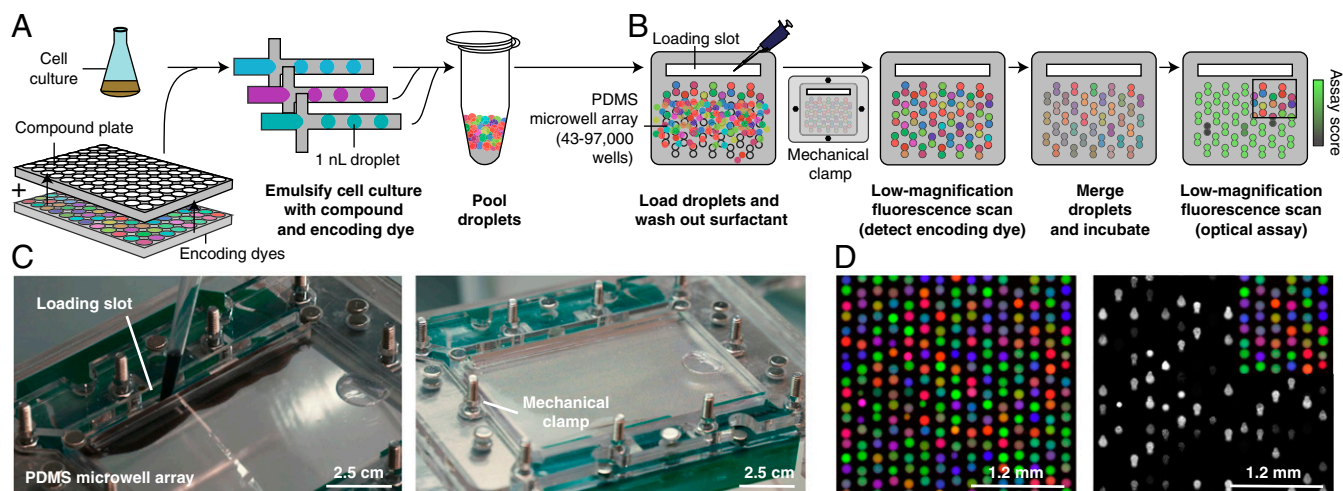 A
Cell
culture
Compound plate
+
Encoding dyes
1 nL droplet
Emulsify cell culture
with compound
and encoding dye
Pool
droplets
B
Loading slot
PDMS
microwell array
(43-97,000
wells)
Mechanical
clamp
Load droplets and
wash out surfactant
Low-magnification
fluorescence scan
(detect encoding dye)
Merge
droplets
and incubate
Low-magnification
fluorescence scan
(optical assay)
Assay score
C
Loading slot
PDMS microwell array
2.5 cm
Mechanical
clamp
2.5 cm
D
1.2 mm
1.2 mm